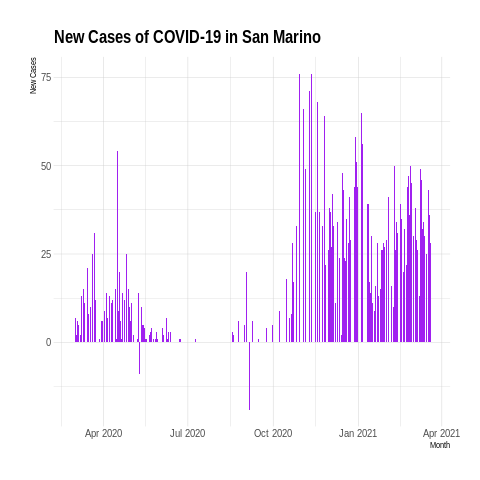 New Cases of COVID-19 in San Marino
New Cases
75
50
25
0
Apr 2020 Jul 2020 Oct 2020 Jan 2021 Apr 2021
Month